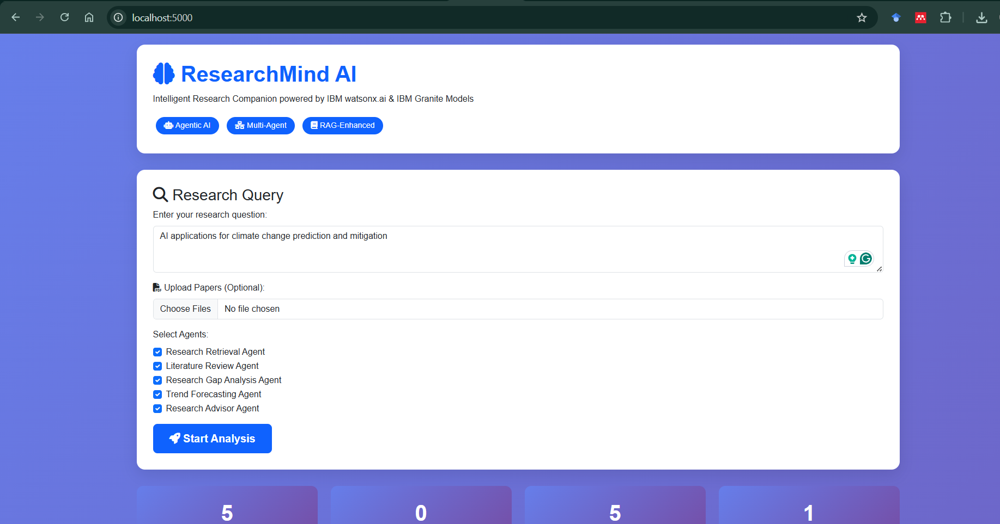 localhost:5000
ResearchMind AI
Intelligent Research Companion powered by IBM watsonx.ai & IBM Granite Models
Agentic AI
Multi-Agent
RAG-Enhanced
Research Query
Enter your research question:
AI applications for climate change prediction and mitigation
Upload Papers (Optional):
Choose Files No file chosen
Select Agents:
Research Retrieval Agent
Literature Review Agent
Research Gap Analysis Agent
Trend Forecasting Agent
Research Advisor Agent
Start Analysis
5
0
5
1